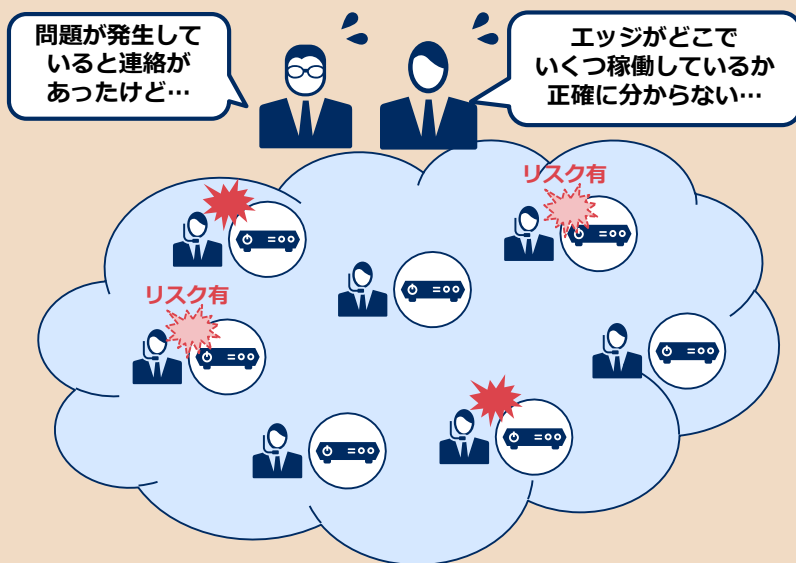 問題が発生して
いると連絡が
あったけど…
エッジがどこで
いくつ稼働しているか
正確に分からない…
リスク有
リスク有